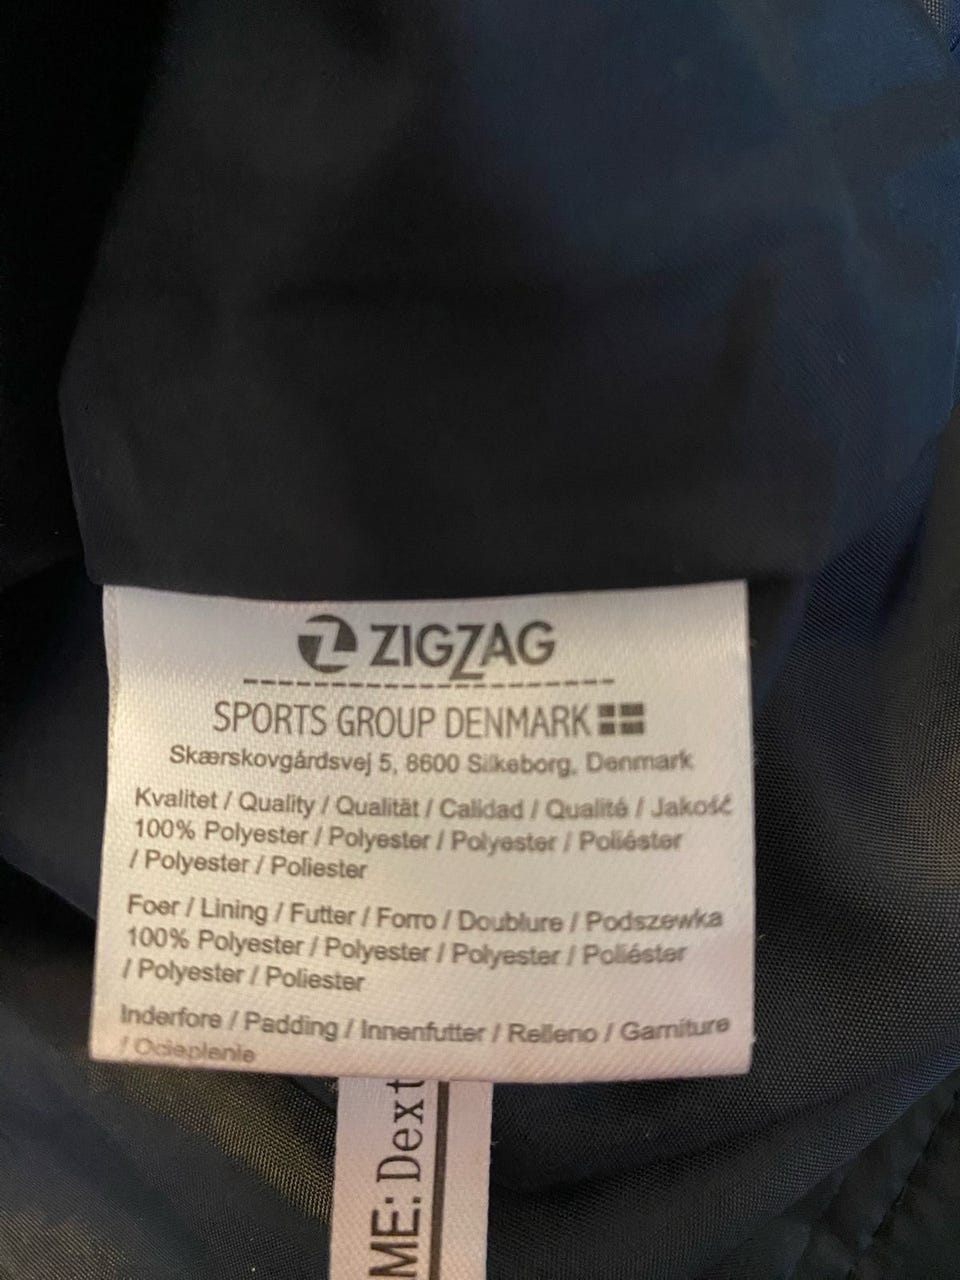 ZIGZAG
SPORTS GROUP DENMARK
Skærskovgårdsvej 5, 8600 Silkeborg, Denmark
Kvalitet / Quality / Qualität / Calidad / Qualité / Jakość
100% Polyester / Polyester / Polyester / Poliéster
/ Polyester / Poliester
Foer / Lining / Futter / Forro / Doublure / Podszewka
100% Polyester / Polyester / Polyester / Poliéster
/ Polyester / Poliester
Inderfore / Padding / Innenfutter / Relleno / Garniture
/ Ocieplenie
ME: Dext